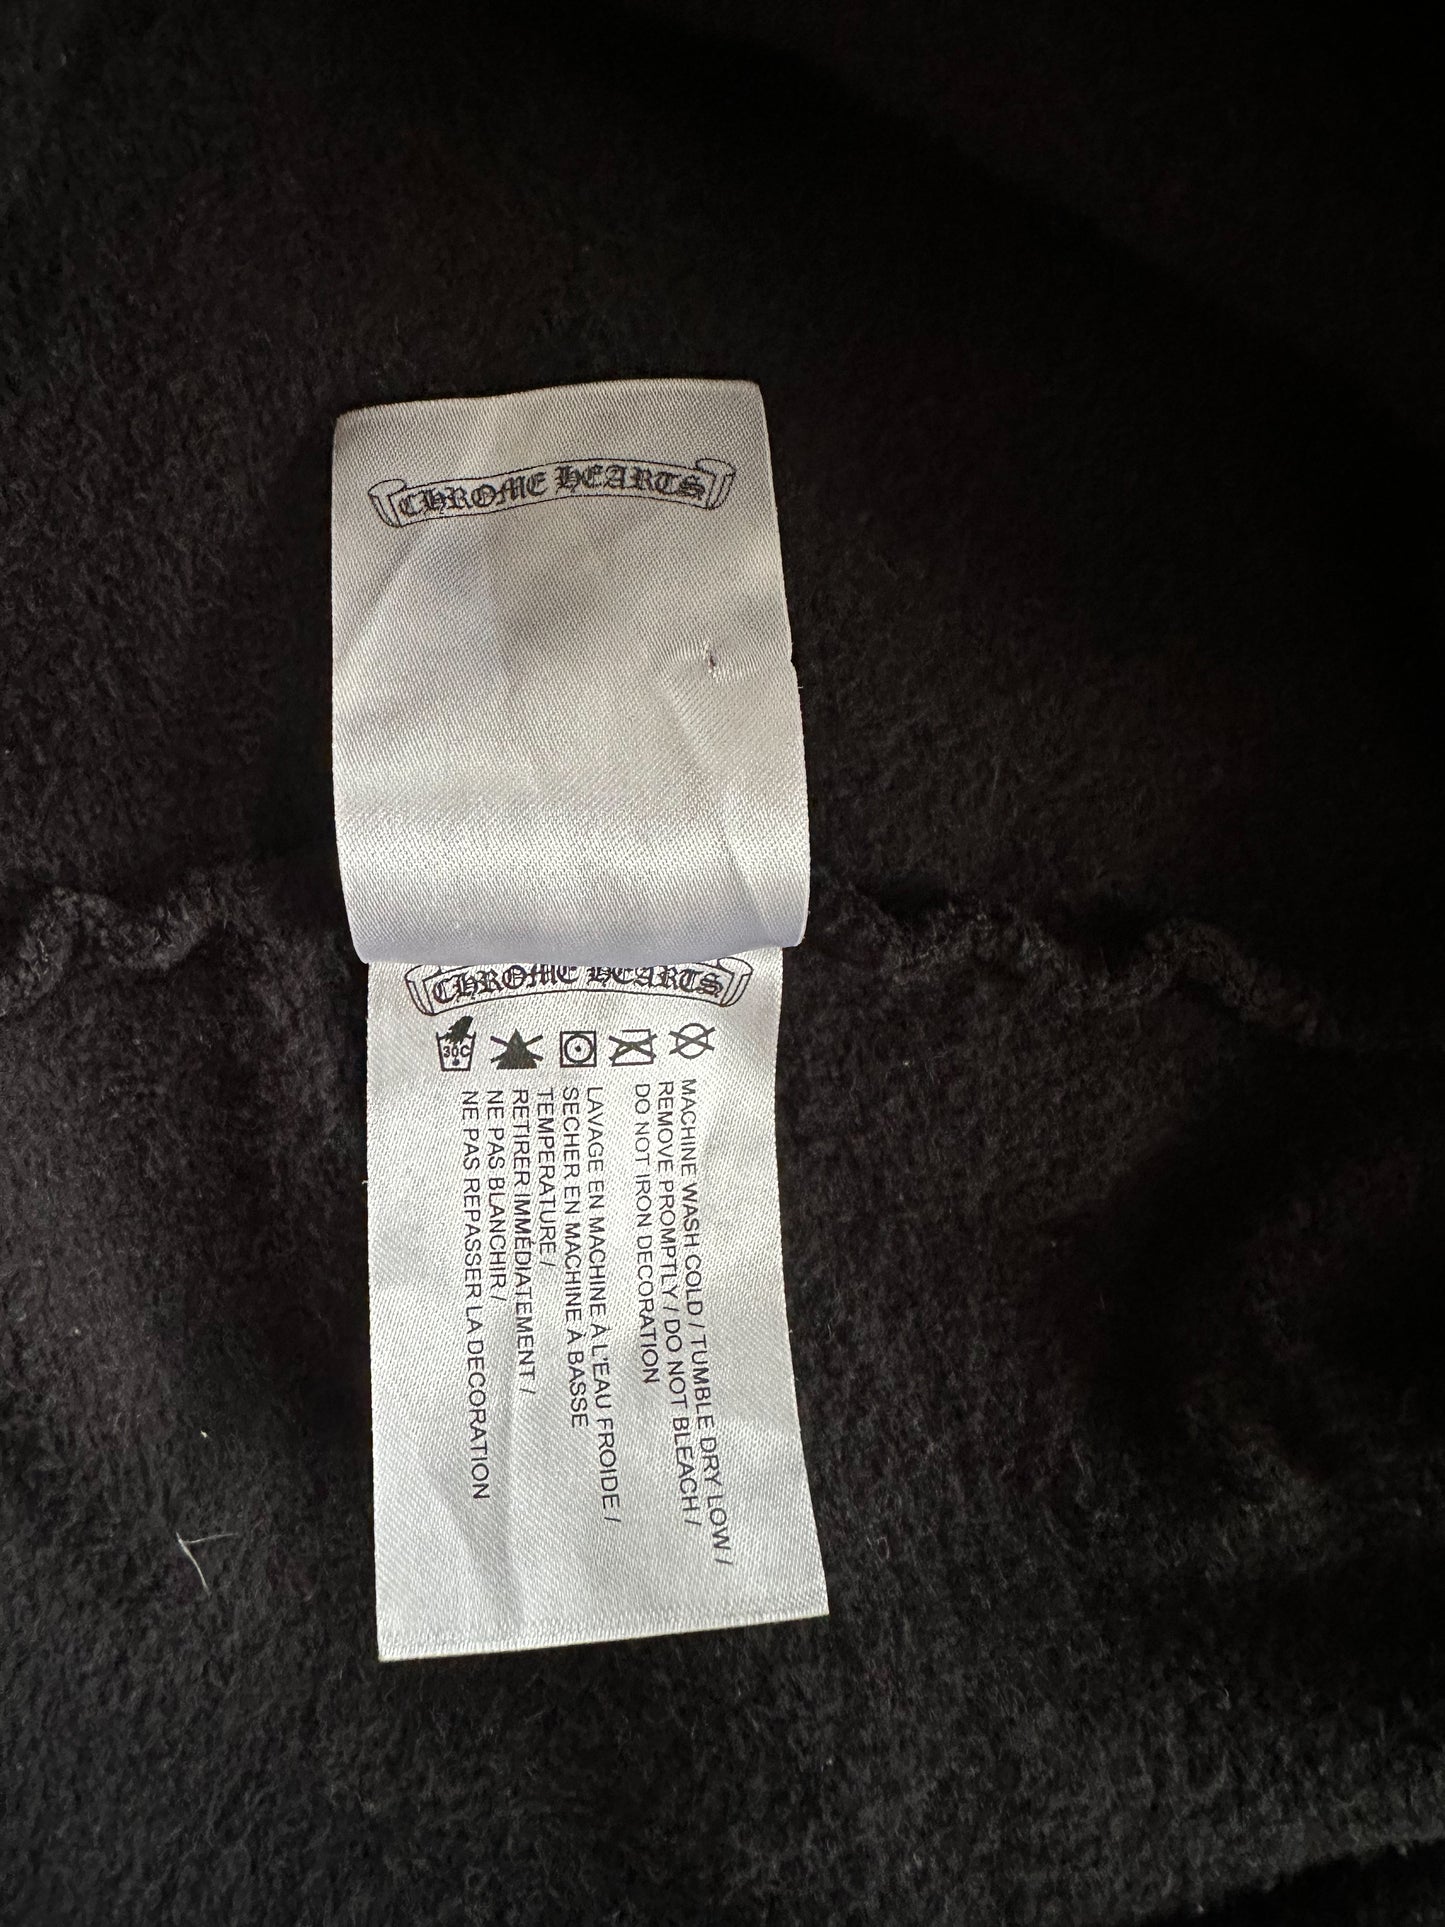 CHROME HEARTS
CHROME HEARTS
30C
MACHINE WASH COLD / TUMBLE DRY LOW /
REMOVE PROMPTLY / DO NOT BLEACH /
DO NOT IRON DECORATION
LAVAGE EN MACHINE À L'EAU FROIDE /
SECHER EN MACHINE À BASSE
TEMPERATURE /
RETIRER IMMÉDIATEMENT /
NE PAS BLANCHIR /
NE PAS REPASSER LA DECORATION